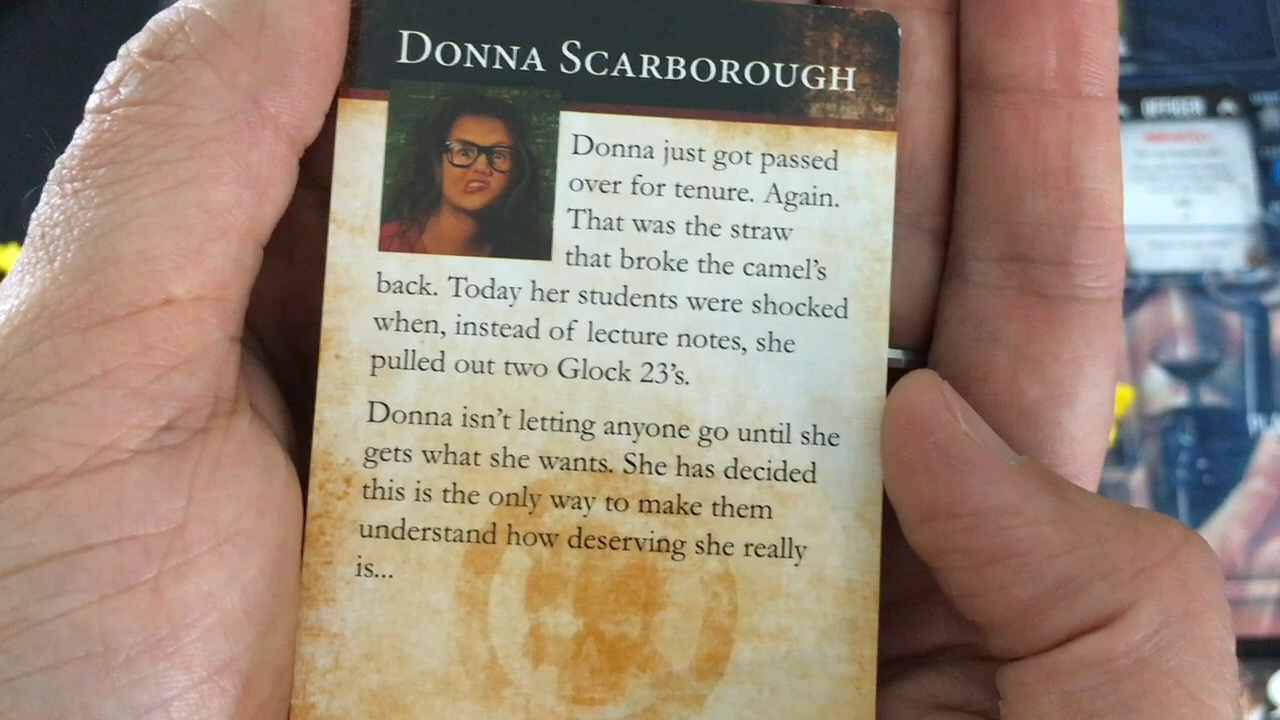 Donna Scarborough
Donna just got passed
over for tenure. Again.
That was the straw
that broke the camel's
back. Today her students were shocked
when, instead of lecture notes, she
pulled out two Glock 23's.
Donna isn't letting anyone go until she
gets what she wants. She has decided
this is the only way to make them
understand how deserving she really
is...
OFFICER